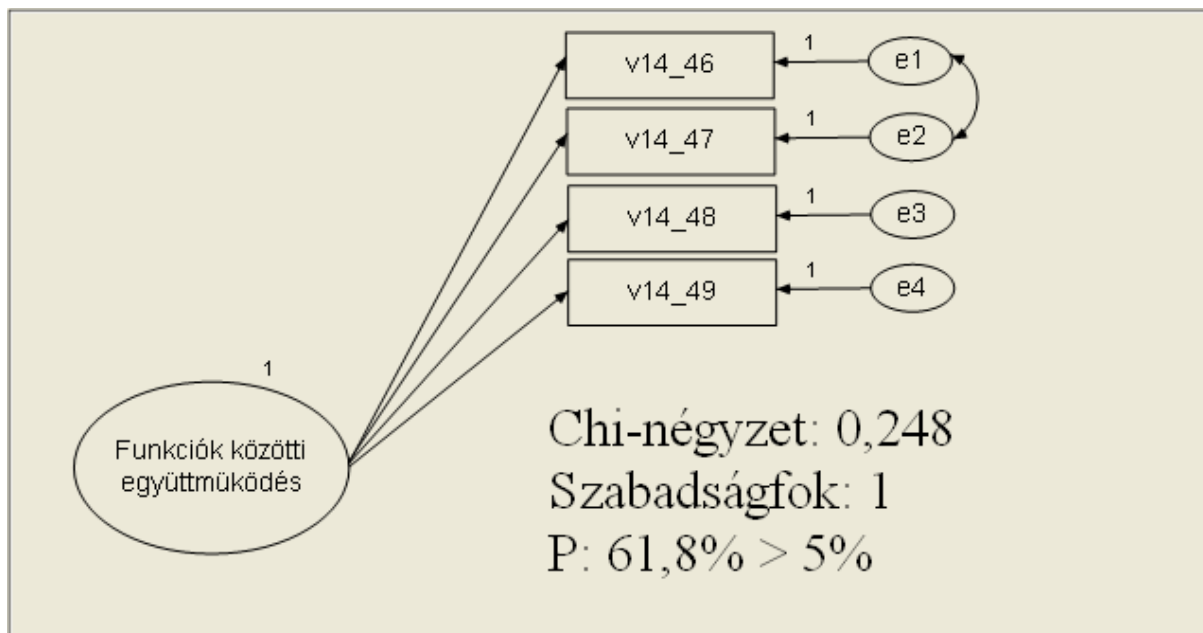 1
v14_46
e1
1
v14_47
e2
1
v14_48
e3
1
v14_49
e4
1
Funkciók közötti
együttmüködés
Chi-négyzet: 0,248
Szabadságfok: 1
P: 61,8% > 5%